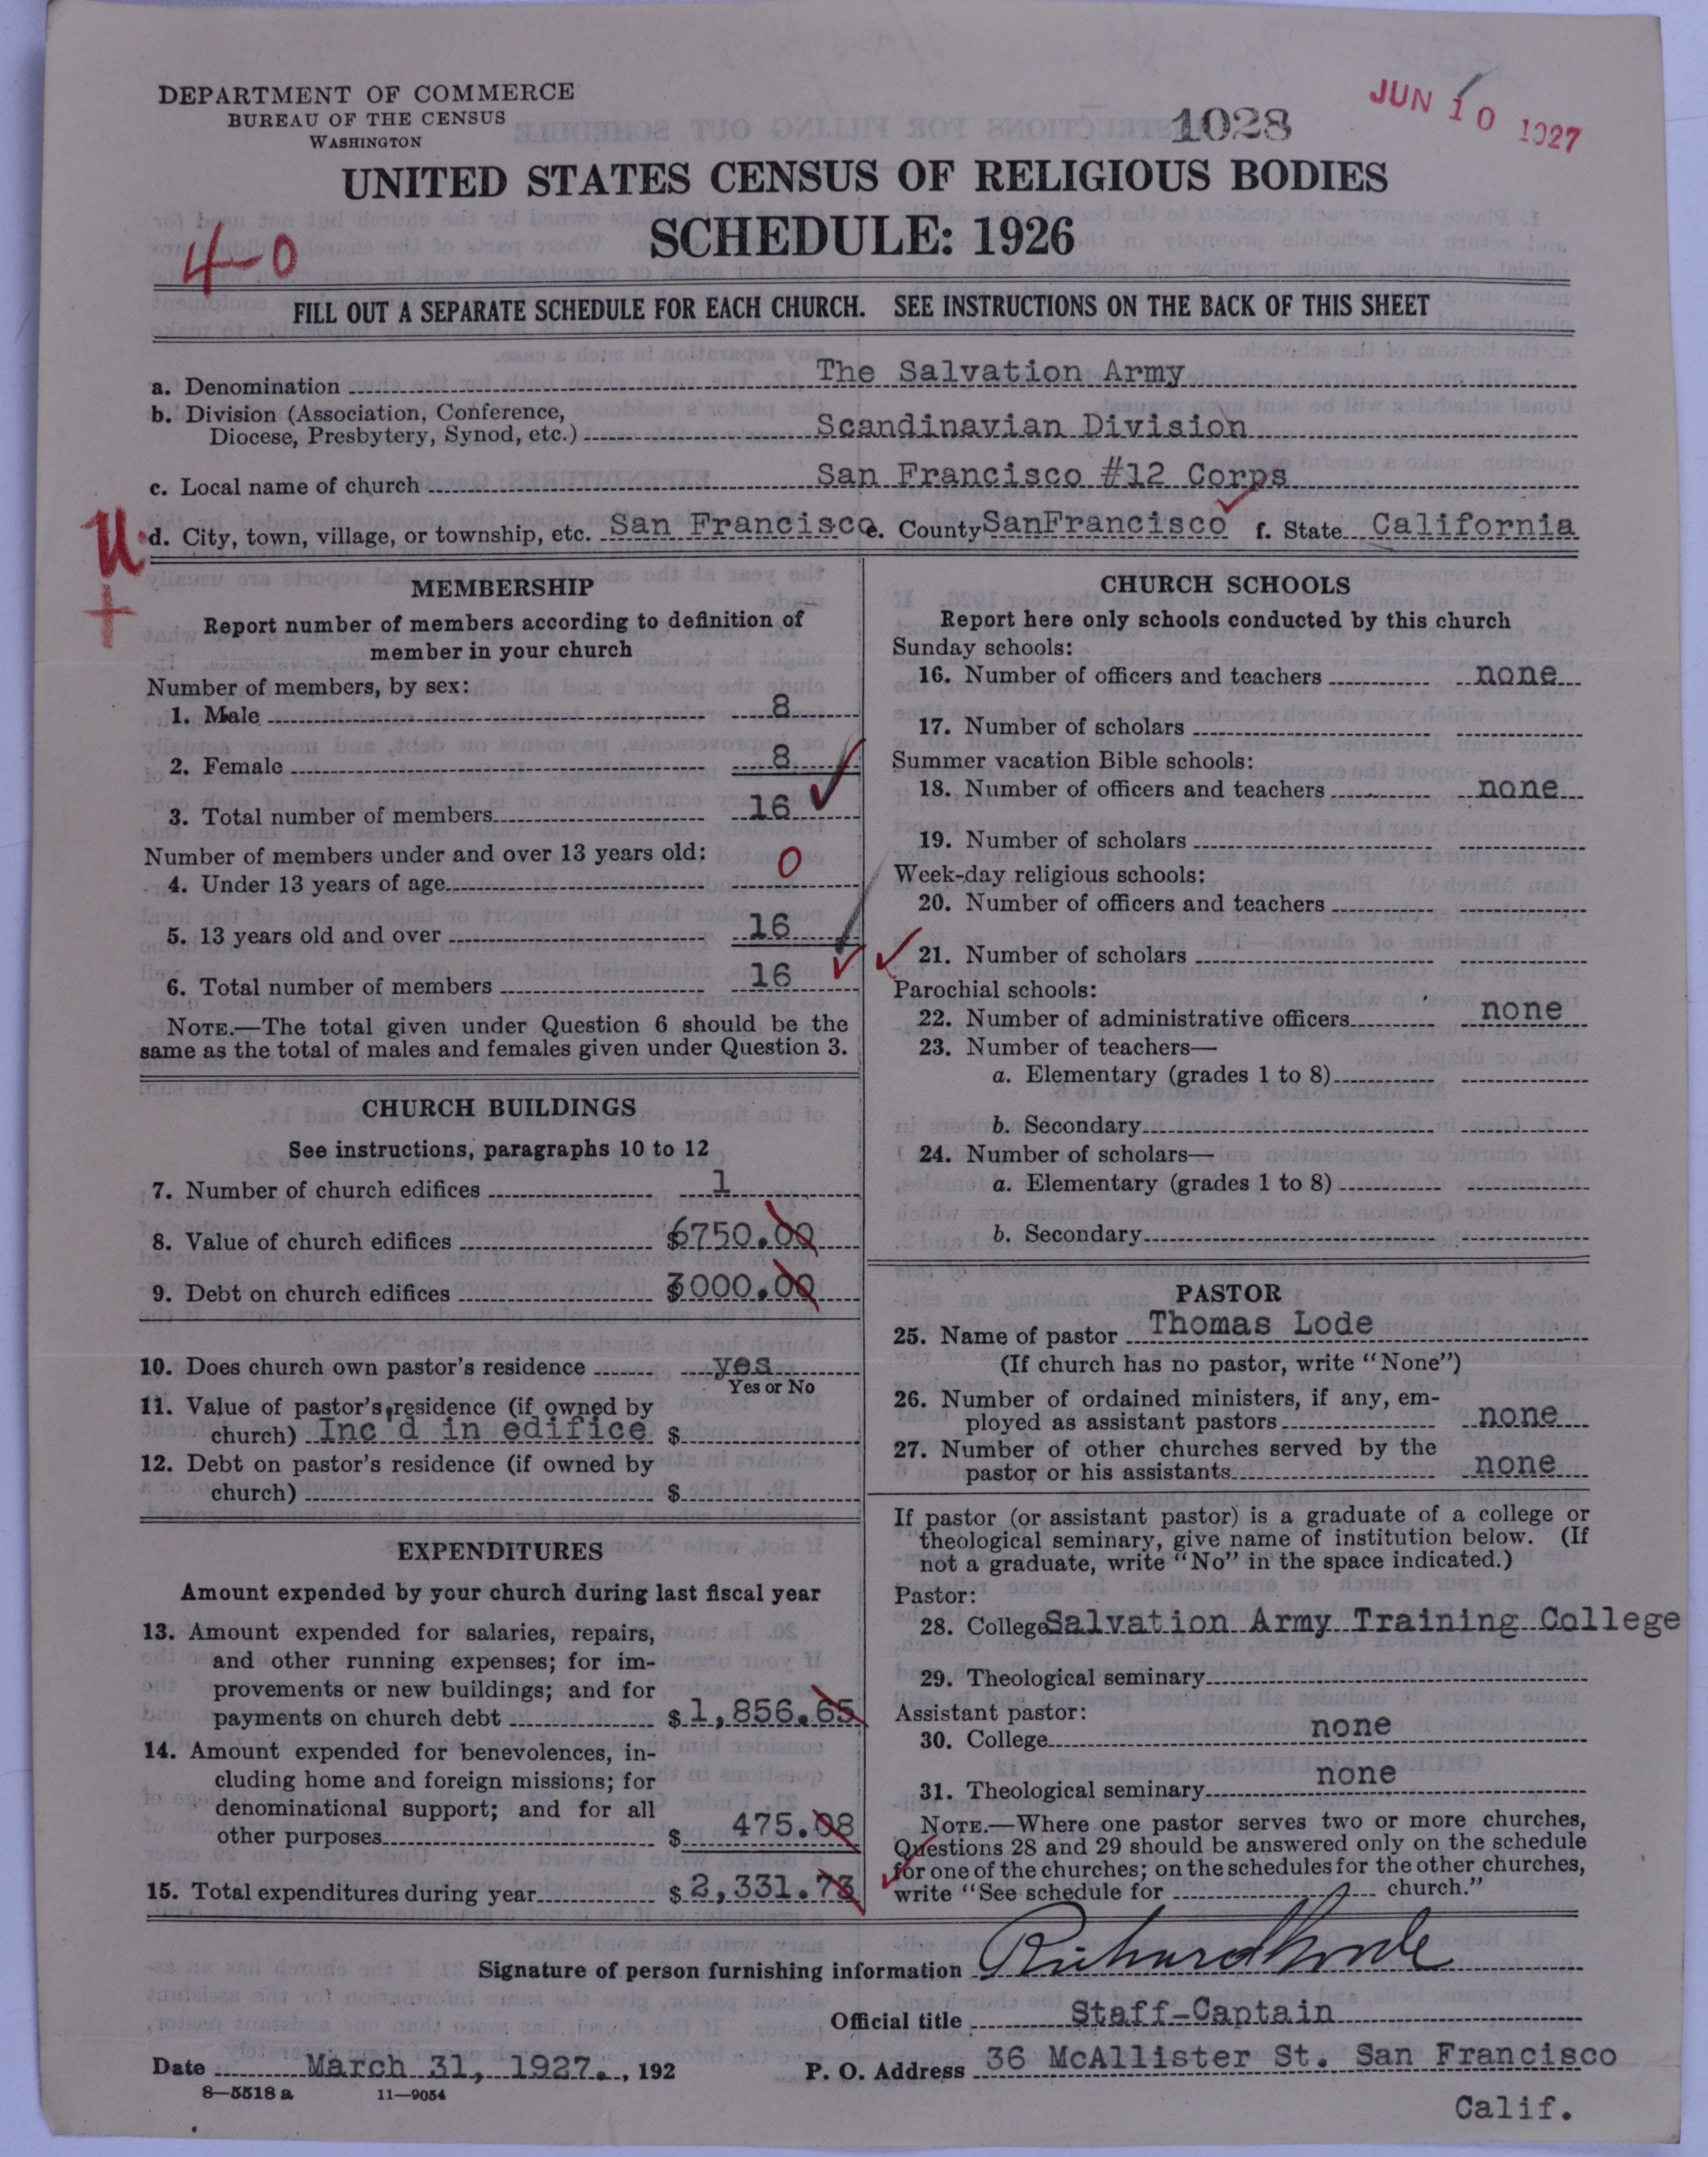 DEPARTMENT OF COMMERCE
BUREAU OF THE CENSUS
WASHINGTON
1028
JUN 10 1927
UNITED STATES CENSUS OF RELIGIOUS BODIES
SCHEDULE: 1926
4-0
FILL OUT A SEPARATE SCHEDULE FOR EACH CHURCH. SEE INSTRUCTIONS ON THE BACK OF THIS SHEET
a. Denomination The Salvation Army
b. Division (Association, Conference,
Diocese, Presbytery, Synod, etc.) Scandinavian Division
c. Local name of church San Francisco #12 Corps
d. City, town, village, or township, etc. San Francisco e. County SanFrancisco f. State California
MEMBERSHIP
Report number of members according to definition of
member in your church
Number of members, by sex:
1. Male 8
2. Female 8
3. Total number of members 16
Number of members under and over 13 years old:
4. Under 13 years of age 0
5. 13 years old and over 16
6. Total number of members 16
NOTE.—The total given under Question 6 should be the
same as the total of males and females given under Question 3.
CHURCH BUILDINGS
See instructions, paragraphs 10 to 12
7. Number of church edifices 1
8. Value of church edifices $6750.00
9. Debt on church edifices $3000.00
10. Does church own pastor's residence yes
Yes or No
11. Value of pastor's residence (if owned by
church) Inc'd in edifice $
12. Debt on pastor's residence (if owned by
church) $
EXPENDITURES
Amount expended by your church during last fiscal year
13. Amount expended for salaries, repairs,
and other running expenses; for im-
provements or new buildings; and for
payments on church debt $1,856.65
14. Amount expended for benevolences, in-
cluding home and foreign missions; for
denominational support; and for all
other purposes $ 475.08
15. Total expenditures during year $2,331.73
CHURCH SCHOOLS
Report here only schools conducted by this church
Sunday schools:
16. Number of officers and teachers none
17. Number of scholars
Summer vacation Bible schools:
18. Number of officers and teachers none
19. Number of scholars
Week-day religious schools:
20. Number of officers and teachers
21. Number of scholars
Parochial schools:
22. Number of administrative officers none
23. Number of teachers—
a. Elementary (grades 1 to 8)
b. Secondary
24. Number of scholars—
a. Elementary (grades 1 to 8)
b. Secondary
PASTOR
25. Name of pastor Thomas Lode
(If church has no pastor, write "None")
26. Number of ordained ministers, if any, em-
ployed as assistant pastors none
27. Number of other churches served by the
pastor or his assistants none
If pastor (or assistant pastor) is a graduate of a college or
theological seminary, give name of institution below. (If
not a graduate, write "No" in the space indicated.)
Pastor:
28. College Salvation Army Training College
29. Theological seminary
Assistant pastor:
30. College none
31. Theological seminary none
NOTE.—Where one pastor serves two or more churches,
Questions 28 and 29 should be answered only on the schedule
for one of the churches; on the schedules for the other churches,
write "See schedule for church."
Signature of person furnishing information Richard
Official title Staff-Captain
Date March 31, 1927. , 192 P. O. Address 36 McAllister St. San Francisco
8—5518 a 11—9054
Calif.